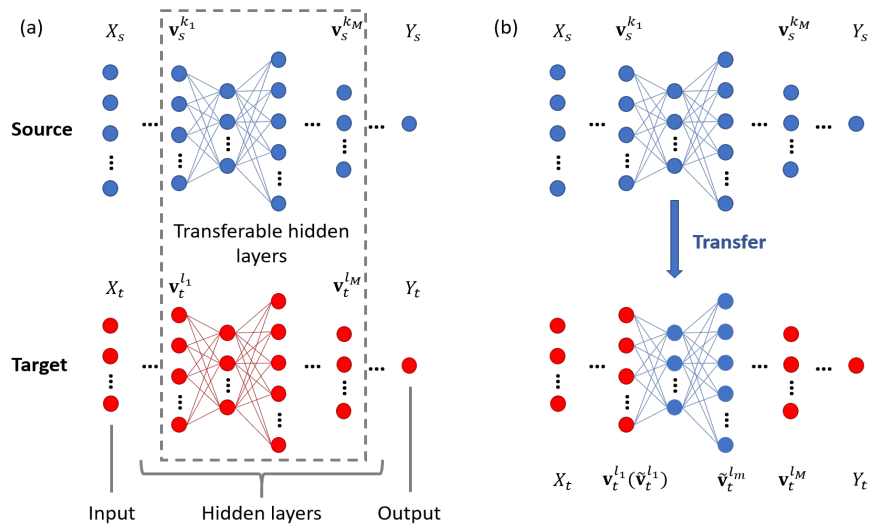 (a)
X_s
v_s^{k_1}
v_s^{k_M}
Y_s
Source
Transferable hidden
layers
X_t
v_t^{l_1}
v_t^{l_M}
Y_t
Target
Input
Hidden layers
Output
(b)
X_s
v_s^{k_1}
v_s^{k_M}
Y_s
Transfer
X_t
v_t^{l_1}(ṽ_t^{l_1})
ṽ_t^{l_m}
v_t^{l_M}
Y_t